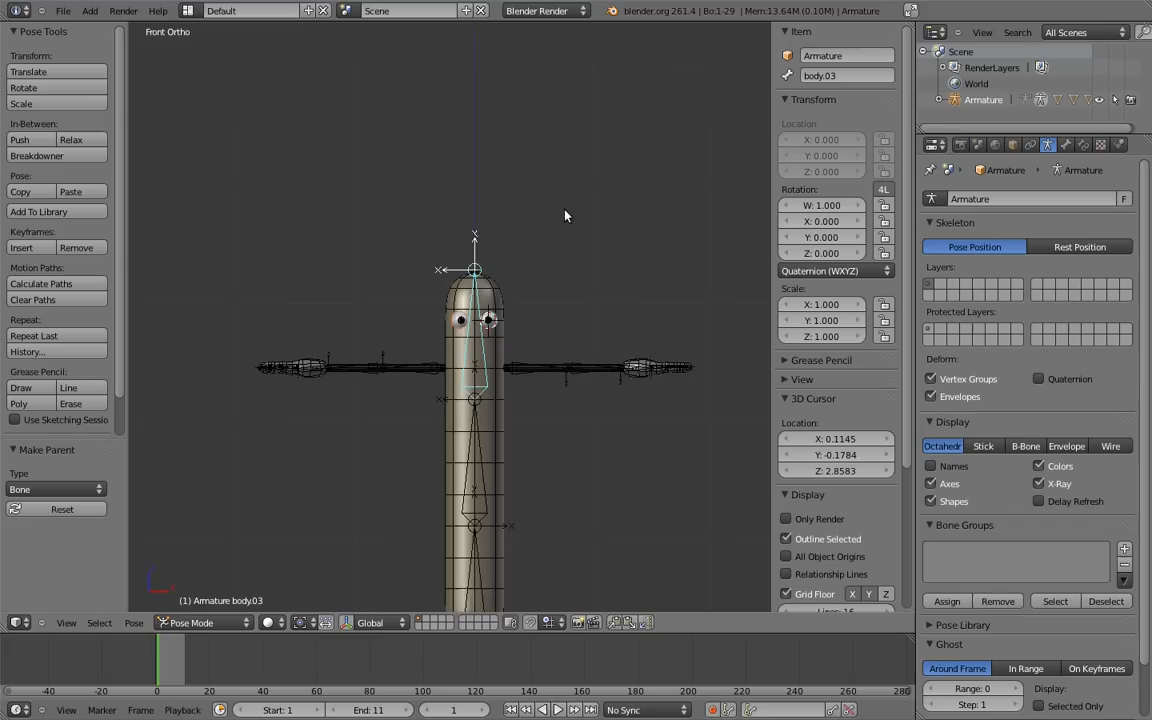 File Add Render Help
Default
Scene
Blender Render
blender.org 261.4 | Bo:1-29 | Mem:13.64M (0.10M) | Armature
Pose Tools
Transform:
Translate
Rotate
Scale
In-Between:
Push Relax
Breakdowner
Pose:
Copy Paste
Add To Library
Keyframes:
Insert Remove
Motion Paths:
Calculate Paths
Clear Paths
Repeat:
Repeat Last
History...
Grease Pencil:
Draw Line
Poly Erase
Use Sketching Sessio
Make Parent
Type
Bone
Reset
Front Ortho
(1) Armature body.03
View Select Pose
Pose Mode
Global
Item
Armature
body.03
Transform
Location:
X: 0.000
Y: 0.000
Z: 0.000
Rotation: 4L
W: 1.000
X: 0.000
Y: 0.000
Z: 0.000
Quaternion (WXYZ)
Scale:
X: 1.000
Y: 1.000
Z: 1.000
Grease Pencil
View
3D Cursor
Location:
X: 0.1145
Y: -0.1784
Z: 2.8583
Display
Only Render
Outline Selected
All Object Origins
Relationship Lines
Grid Floor X Y Z
View Search All Scenes
Scene
RenderLayers
World
Armature
Armature Armature
Armature F
Skeleton
Pose Position Rest Position
Layers:
Protected Layers:
Deform:
Vertex Groups Quaternion
Envelopes
Display
Octahedr Stick B-Bone Envelope Wire
Names Colors
Axes X-Ray
Shapes Delay Refresh
Bone Groups
Assign Remove Select Deselect
Pose Library
Ghost
Around Frame In Range On Keyframes
Range: 0 Display:
Step: 1 Selected Only
-40 -20 0 20 40 60 80 100 120 140 160 180 200 220 240 260 280
View Marker Frame Playback
Start: 1 End: 11 1
No Sync